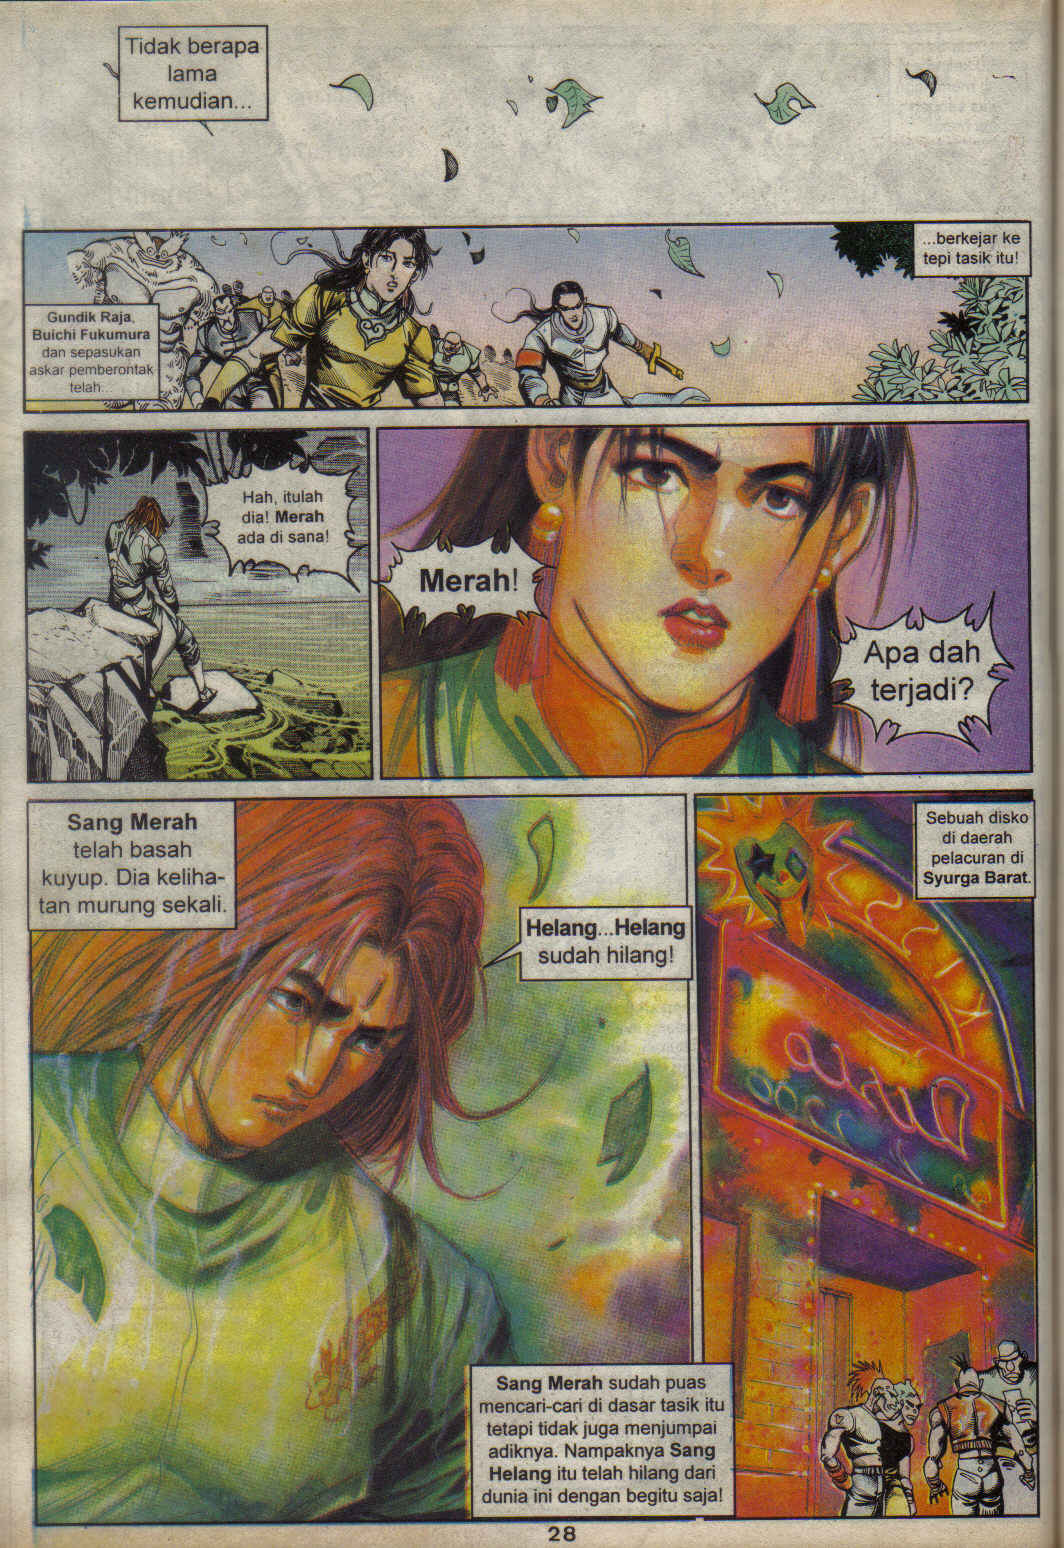 Tidak berapa
lama
kemudian...
Gundik Raja,
Buichi Fukumura
dan sepasukan
askar pemberontak
telah...
...berkejar ke
tepi tasik itu!
Hah, itulah
dia! Merah
ada di sana!
Merah!
Apa dah
terjadi?
Sang Merah
telah basah
kuyup. Dia keliha-
tan murung sekali.
Helang...Helang
sudah hilang!
Sang Merah sudah puas
mencari-cari di dasar tasik itu
tetapi tidak juga menjumpai
adiknya. Nampaknya Sang
Helang itu telah hilang dari
dunia ini dengan begitu saja!
Sebuah disko
di daerah
pelacuran di
Syurga Barat.
28